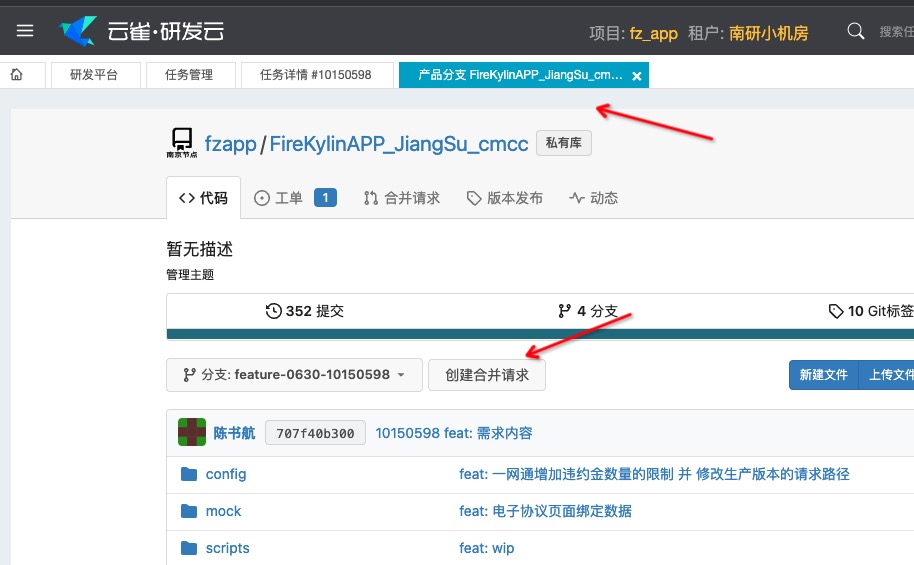 云雀·研发云 项目: fz_app 租户: 南研小机房 搜索任
研发平台 任务管理 任务详情 #10150598 产品分支 FireKylinAPP_JiangSu_cm... ×
南京节点 fzapp/FireKylinAPP_JiangSu_cmcc 私有库
<> 代码 工单 1 合并请求 版本发布 动态
暂无描述
管理主题
352 提交 4 分支 10 Git标签
分支: feature-0630-10150598 创建合并请求 新建文件 上传文件
陈书航 707f40b300 10150598 feat: 需求内容
config feat: 一网通增加违约金数量的限制 并 修改生产版本的请求路径
mock feat: 电子协议页面绑定数据
scripts feat: wip